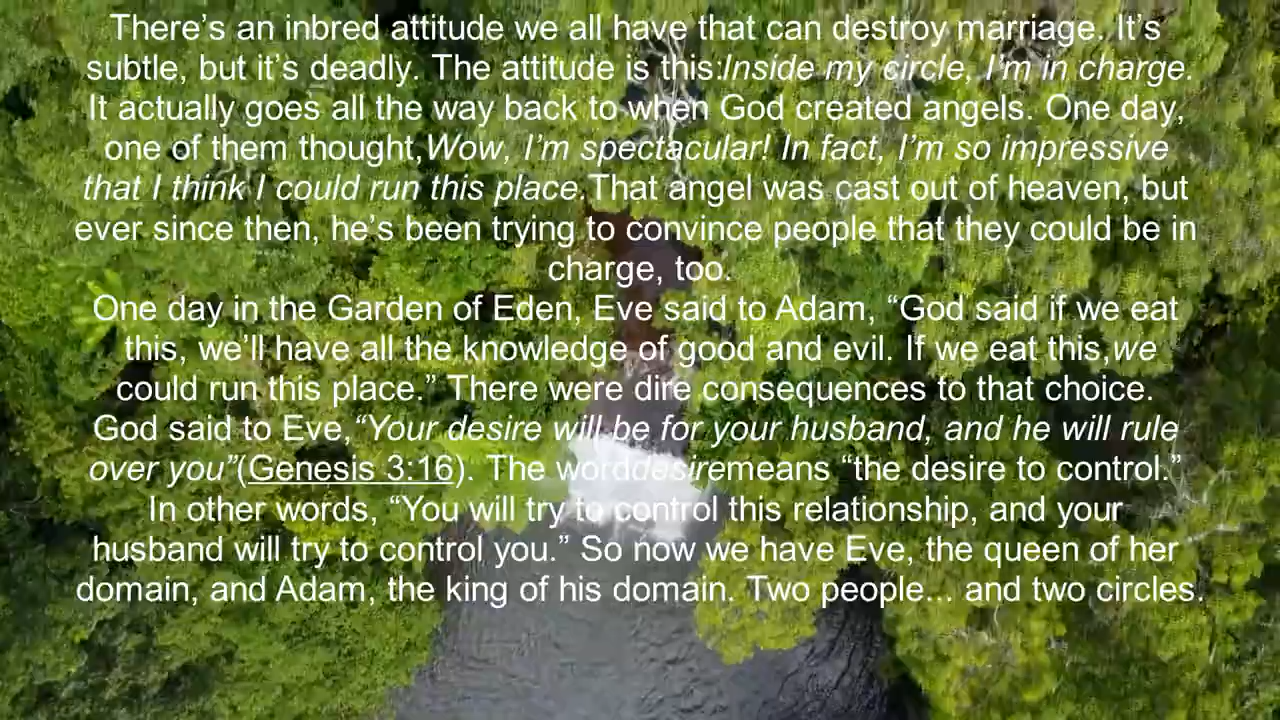 There’s an inbred attitude we all have that can destroy marriage. It’s
subtle, but it’s deadly. The attitude is this:Inside my circle, I’m in charge.
It actually goes all the way back to when God created angels. One day,
one of them thought,Wow, I’m spectacular! In fact, I’m so impressive
that I think I could run this place.That angel was cast out of heaven, but
ever since then, he’s been trying to convince people that they could be in
charge, too.
One day in the Garden of Eden, Eve said to Adam, “God said if we eat
this, we’ll have all the knowledge of good and evil. If we eat this,we
could run this place.” There were dire consequences to that choice.
God said to Eve,“Your desire will be for your husband, and he will rule
over you”(Genesis 3:16). The worddesiremeans “the desire to control.”
In other words, “You will try to control this relationship, and your
husband will try to control you.” So now we have Eve, the queen of her
domain, and Adam, the king of his domain. Two people... and two circles.